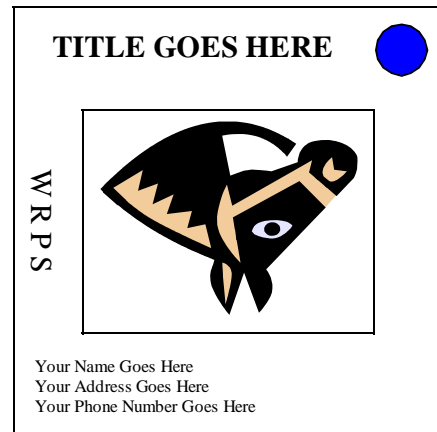 TITLE GOES HERE
W R P S
Your Name Goes Here
Your Address Goes Here
Your Phone Number Goes Here